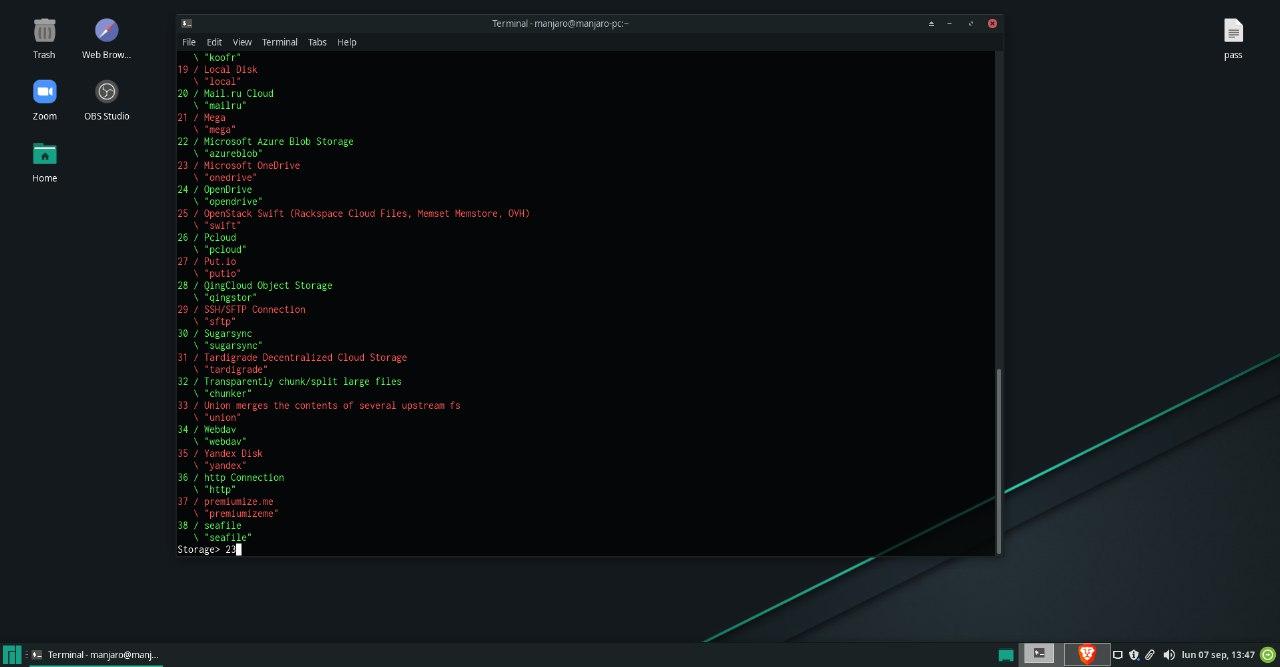 Trash
Web Brow...
Zoom
OBS Studio
Home
pass
Terminal - manjaro@manjaro-pc:~
File Edit View Terminal Tabs Help
\ "koofr"
19 / Local Disk
\ "local"
20 / Mail.ru Cloud
\ "mailru"
21 / Mega
\ "mega"
22 / Microsoft Azure Blob Storage
\ "azureblob"
23 / Microsoft OneDrive
\ "onedrive"
24 / OpenDrive
\ "opendrive"
25 / OpenStack Swift (Rackspace Cloud Files, Memset Memstore, OVH)
\ "swift"
26 / Pcloud
\ "pcloud"
27 / Put.io
\ "putio"
28 / QingCloud Object Storage
\ "qingstor"
29 / SSH/SFTP Connection
\ "sftp"
30 / Sugarsync
\ "sugarsync"
31 / Tardigrade Decentralized Cloud Storage
\ "tardigrade"
32 / Transparently chunk/split large files
\ "chunker"
33 / Union merges the contents of several upstream fs
\ "union"
34 / Webdav
\ "webdav"
35 / Yandex Disk
\ "yandex"
36 / http Connection
\ "http"
37 / premiumize.me
\ "premiumizeme"
38 / seafile
\ "seafile"
Storage> 23
Terminal - manjaro@manj...
lun 07 sep, 13:47